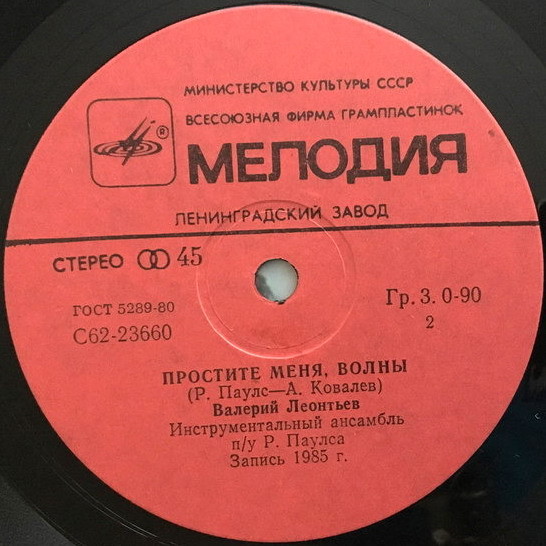 МИНИСТЕРСТВО КУЛЬТУРЫ СССР
ВСЕСОЮЗНАЯ ФИРМА ГРАМПЛАСТИНОК
®
МЕЛОДИЯ
ЛЕНИНГРАДСКИЙ ЗАВОД
СТЕРЕО 45
ГОСТ 5289-80
Гр. 3. 0-90
С62-23660
2
ПРОСТИТЕ МЕНЯ, ВОЛНЫ
(Р. Паулс—А. Ковалев)
Валерий Леонтьев
Инструментальный ансамбль
п/у Р. Паулса
Запись 1985 г.